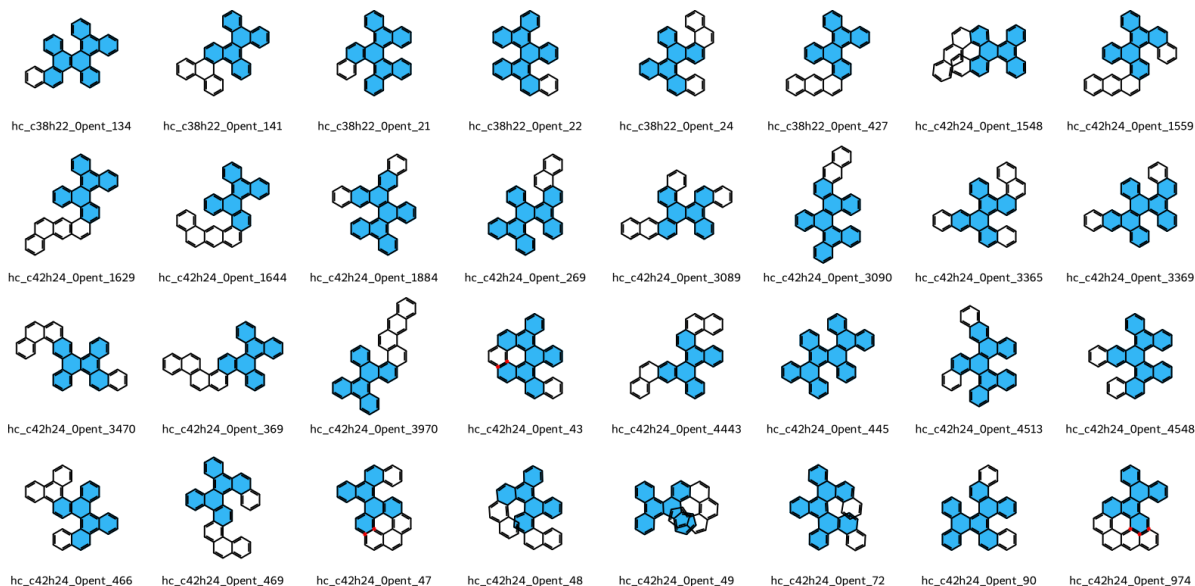 hc_c38h22_0pent_134 hc_c38h22_0pent_141 hc_c38h22_0pent_21 hc_c38h22_0pent_22 hc_c38h22_0pent_24 hc_c38h22_0pent_427 hc_c42h24_0pent_1548 hc_c42h24_0pent_1559
hc_c42h24_0pent_1629 hc_c42h24_0pent_1644 hc_c42h24_0pent_1884 hc_c42h24_0pent_269 hc_c42h24_0pent_3089 hc_c42h24_0pent_3090 hc_c42h24_0pent_3365 hc_c42h24_0pent_3369
hc_c42h24_0pent_3470 hc_c42h24_0pent_369 hc_c42h24_0pent_3970 hc_c42h24_0pent_43 hc_c42h24_0pent_4443 hc_c42h24_0pent_445 hc_c42h24_0pent_4513 hc_c42h24_0pent_4548
hc_c42h24_0pent_466 hc_c42h24_0pent_469 hc_c42h24_0pent_47 hc_c42h24_0pent_48 hc_c42h24_0pent_49 hc_c42h24_0pent_72 hc_c42h24_0pent_90 hc_c42h24_0pent_974